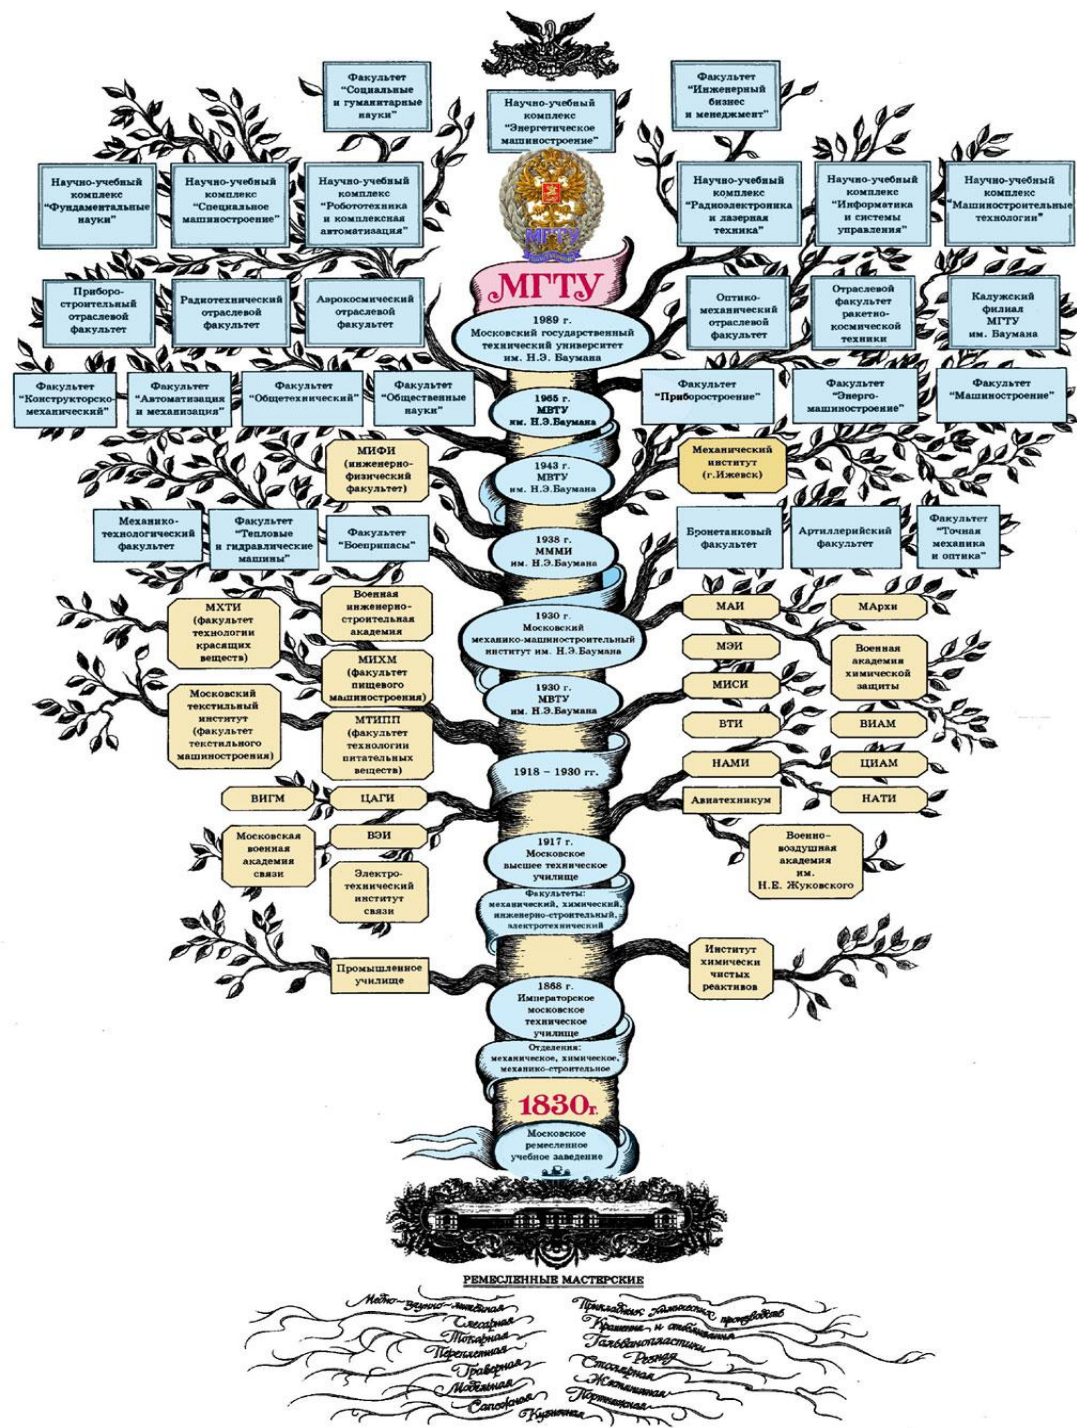 Факультет
"Социальные
и гуманитарные
науки"
Научно-учебный
комплекс
"Энергетическое
машиностроение"
Факультет
"Инженерный
бизнес
и менеджмент"
Научно-учебный
комплекс
"Фундаментальные
науки"
Научно-учебный
комплекс
"Специальное
машиностроение"
Научно-учебный
комплекс
"Робототехника
и комплексная
автоматизация"
Научно-учебный
комплекс
"Радиоэлектроника
и лазерная
техника"
Научно-учебный
комплекс
"Информатика
и системы
управления"
Научно-учебный
комплекс
"Машиностроительные
технологии"
МГТУ
МГТУ
Приборо-
строительный
отраслевой
факультет
Радиотехнический
отраслевой
факультет
Аэрокосмический
отраслевой
факультет
1989 г.
Московский государственный
технический университет
им. Н.Э. Баумана
Оптико-
механический
отраслевой
факультет
Отраслевой
факультет
ракетно-
космической
техники
Калужский
филиал
МГТУ
им. Баумана
Факультет
"Конструкторско-
механический"
Факультет
"Автоматизация
и механизация"
Факультет
"Общетехнический"
Факультет
"Общественные
науки"
1965 г.
МВТУ
им. Н.Э.Баумана
Факультет
"Приборостроение"
Факультет
"Энерго-
машиностроение"
Факультет
"Машиностроение"
МИФИ
(инженерно-
физический
факультет)
1943 г.
МВТУ
им. Н.Э.Баумана
Механический
институт
(г.Ижевск)
Механико-
технологический
факультет
Факультет
"Тепловые
и гидравлические
машины"
Факультет
"Боеприпасы"
1938 г.
МММИ
им. Н.Э.Баумана
Бронетанковый
факультет
Артиллерийский
факультет
Факультет
"Точная
механика
и оптика"
МХТИ
(факультет
технологии
красящих
веществ)
Военная
инженерно-
строительная
академия
1930 г.
Московский
механико-машиностроительный
институт им. Н.Э.Баумана
МАИ
МАрхи
МИХМ
(факультет
пищевого
машиностроения)
МЭИ
Военная
академия
химической
защиты
Московский
текстильный
институт
(факультет
текстильного
машиностроения)
МТИПП
(факультет
технологии
питательных
веществ)
1930 г.
МВТУ
им. Н.Э.Баумана
МИСИ
ВТИ
ВИАМ
1918 – 1930 гг.
НАМИ
ЦИАМ
ВИГМ
ЦАГИ
Авиатехникум
НАТИ
Московская
военная
академия
связи
ВЭИ
Электро-
технический
институт
связи
1917 г.
Московское
высшее техническое
училище
Военно-
воздушная
академия
им.
Н.Е. Жуковского
Факультеты:
механический, химический,
инженерно-строительный,
электротехнический
Промышленное
училище
Институт
химически
чистых
реактивов
1868 г.
Императорское
московское
техническое
училище
Отделения:
механическое, химическое,
механико-строительное
1830г.
Московское
ремесленное
учебное заведение
РЕМЕСЛЕННЫЕ МАСТЕРСКИЕ
Медно-чугунно-литейная
Слесарная
Токарная
Переплетная
Граверная
Модельная
Сапожная
Кузнечная
Прикладных химических производств
Крашения и отбеливания
Гальванопластики
Резная
Столярная
Жестянная
Портняжная